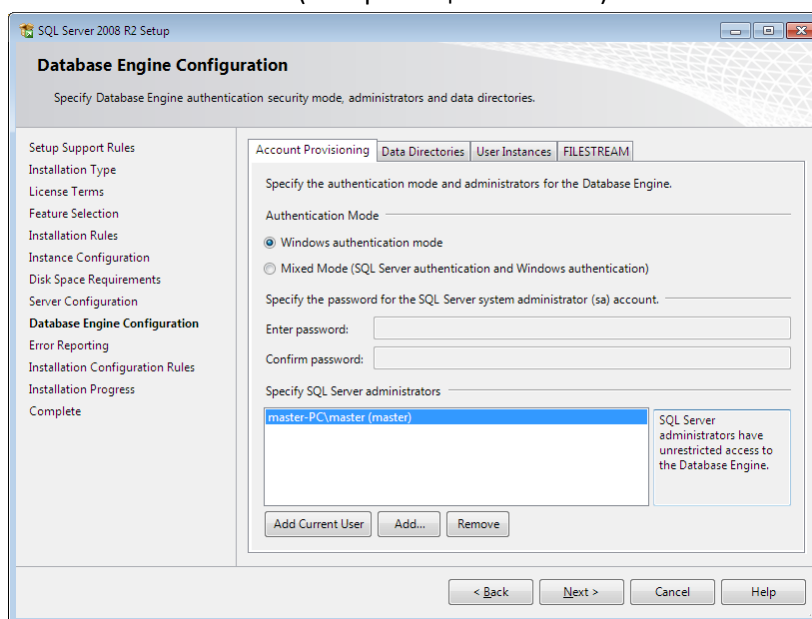 SQL Server 2008 R2 Setup
Database Engine Configuration
Specify Database Engine authentication security mode, administrators and data directories.
Setup Support Rules
Installation Type
License Terms
Feature Selection
Installation Rules
Instance Configuration
Disk Space Requirements
Server Configuration
Database Engine Configuration
Error Reporting
Installation Configuration Rules
Installation Progress
Complete
Account Provisioning Data Directories User Instances FILESTREAM
Specify the authentication mode and administrators for the Database Engine.
Authentication Mode
Windows authentication mode
Mixed Mode (SQL Server authentication and Windows authentication)
Specify the password for the SQL Server system administrator (sa) account.
Enter password:
Confirm password:
Specify SQL Server administrators
master-PC\master (master)
SQL Server
administrators have
unrestricted access to
the Database Engine.
Add Current User Add... Remove
< Back Next > Cancel Help